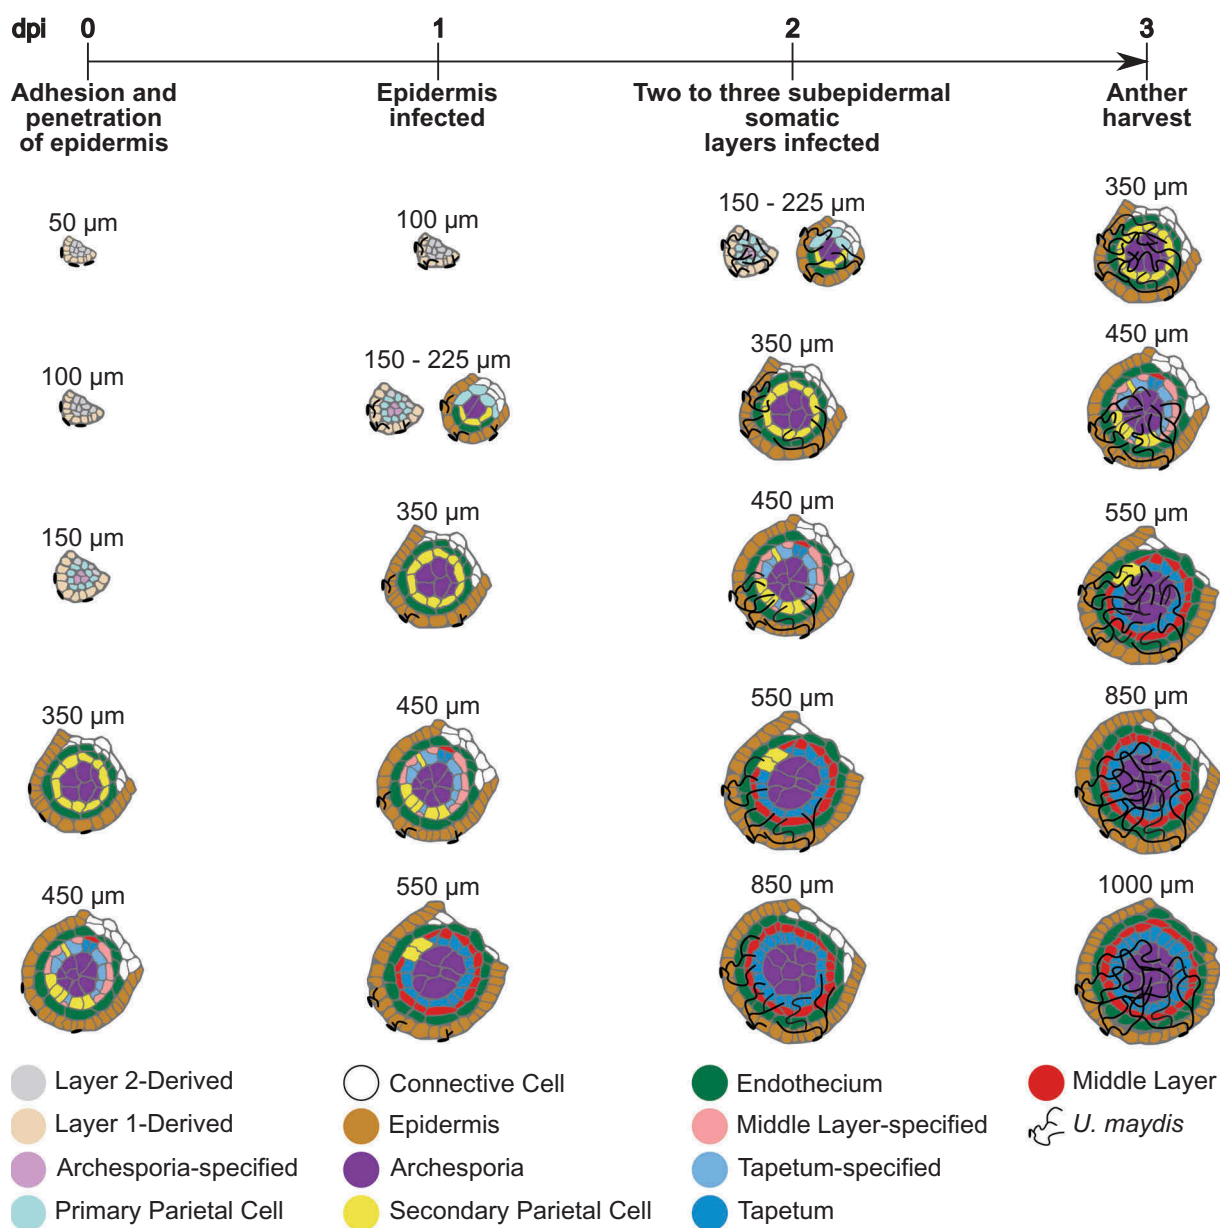 dpi 0 1 2 3
Adhesion and
penetration
of epidermis
Epidermis
infected
Two to three subepidermal
somatic
layers infected
Anther
harvest
50 µm
100 µm
150 - 225 µm
350 µm
100 µm
150 - 225 µm
350 µm
450 µm
150 µm
350 µm
450 µm
550 µm
350 µm
450 µm
550 µm
850 µm
450 µm
550 µm
850 µm
1000 µm
Layer 2-Derived
Layer 1-Derived
Archesporia-specified
Primary Parietal Cell
Connective Cell
Epidermis
Archesporia
Secondary Parietal Cell
Endothecium
Middle Layer-specified
Tapetum-specified
Tapetum
Middle Layer
U. maydis